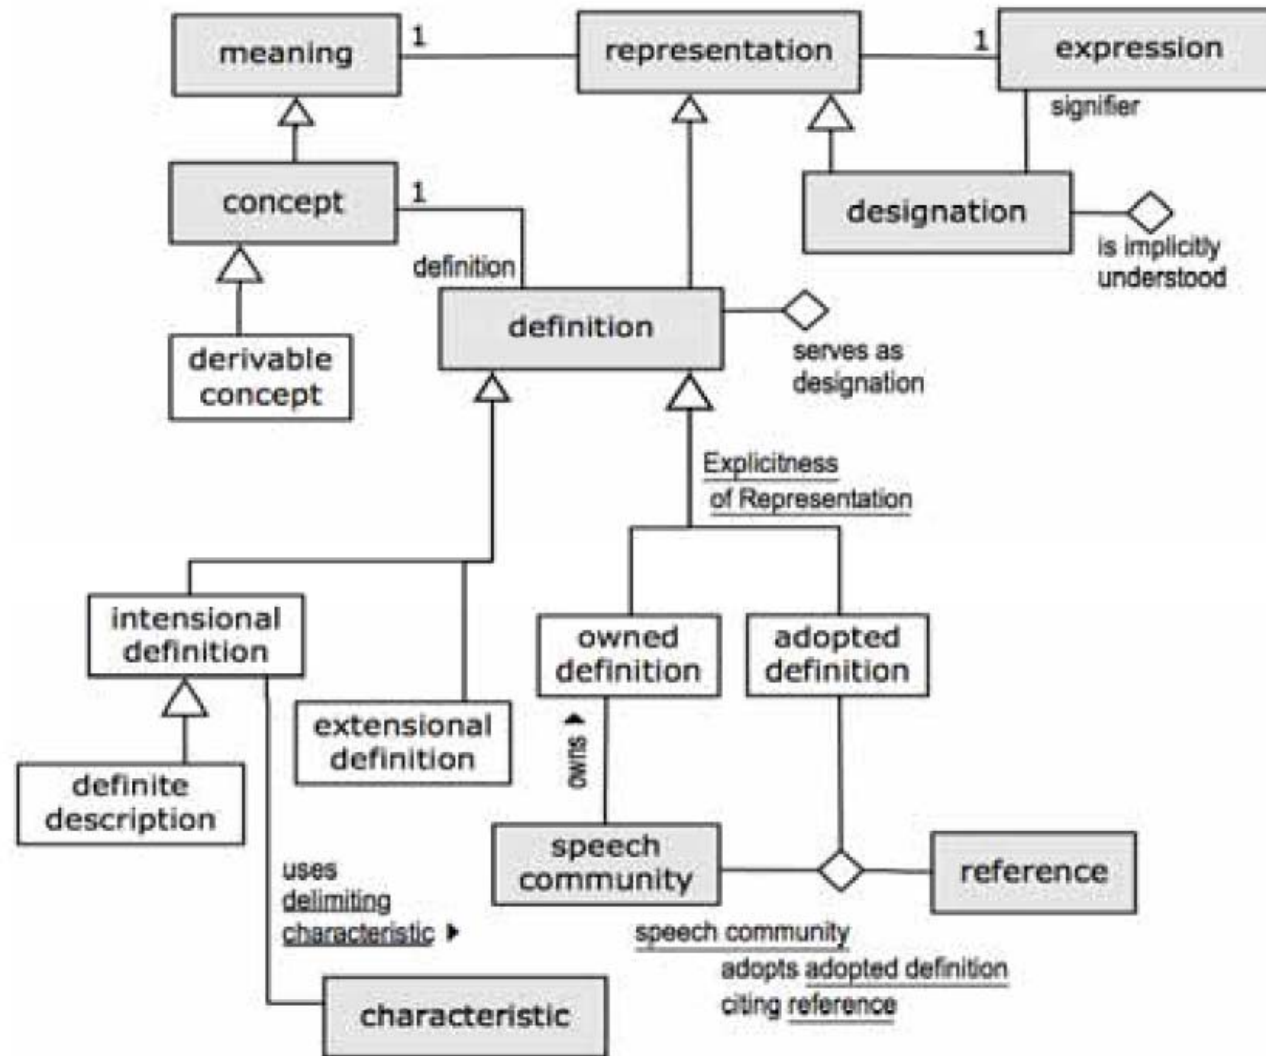 meaning
1
representation
1
expression
signifier
concept
1
designation
is implicitly
understood
definition
definition
serves as
designation
derivable
concept
Explicitness
of Representation
intensional
definition
owned
definition
adopted
definition
extensional
definition
owns
definite
description
speech
community
reference
uses
delimiting
characteristic
speech community
adopts adopted definition
citing reference
characteristic